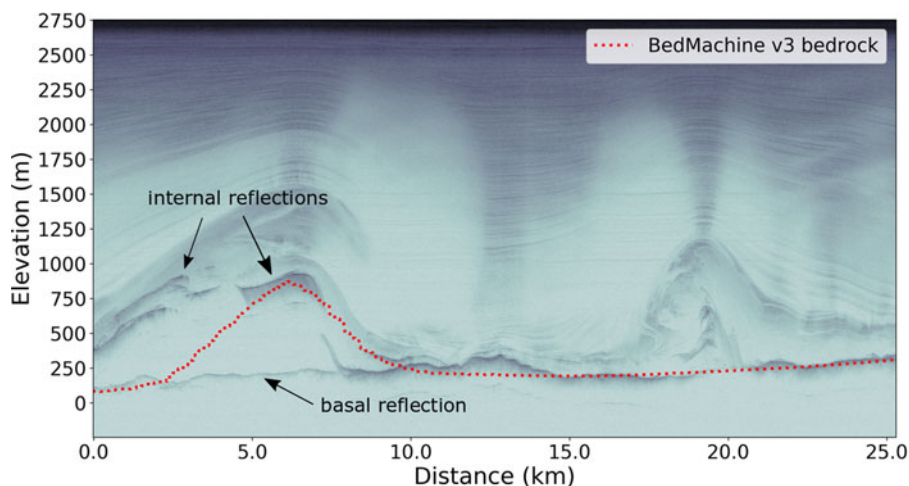 2750
2500
2250
2000
1750
1500
1250
1000
750
500
250
0
Elevation (m)
BedMachine v3 bedrock
internal reflections
basal reflection
0.0 5.0 10.0 15.0 20.0 25.0
Distance (km)